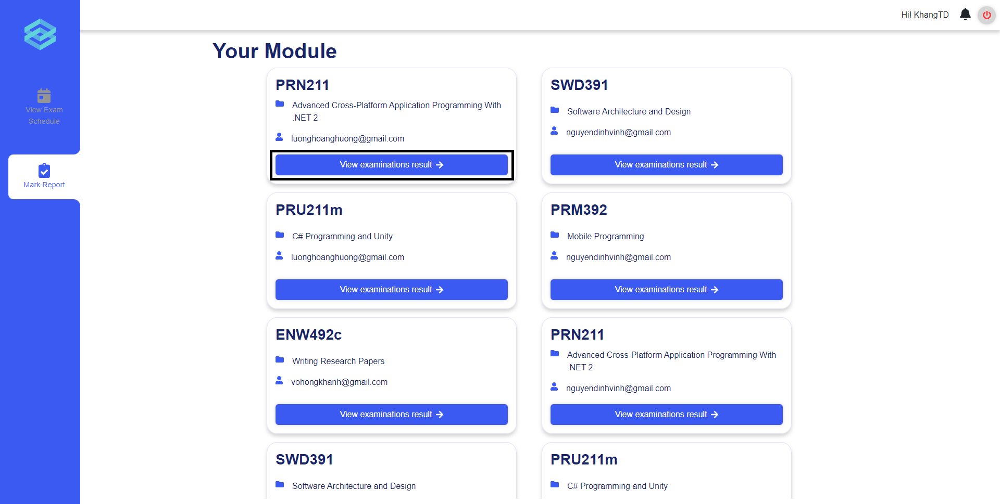 Hi! KhangTD
View Exam
Schedule
Mark Report
Your Module
PRN211
Advanced Cross-Platform Application Programming With
.NET 2
luonghoanghuong@gmail.com
View examinations result
SWD391
Software Architecture and Design
nguyendinhvinh@gmail.com
View examinations result
PRU211m
C# Programming and Unity
luonghoanghuong@gmail.com
View examinations result
PRM392
Mobile Programming
nguyendinhvinh@gmail.com
View examinations result
ENW492c
Writing Research Papers
vohongkhanh@gmail.com
View examinations result
PRN211
Advanced Cross-Platform Application Programming With
.NET 2
nguyendinhvinh@gmail.com
View examinations result
SWD391
Software Architecture and Design
PRU211m
C# Programming and Unity